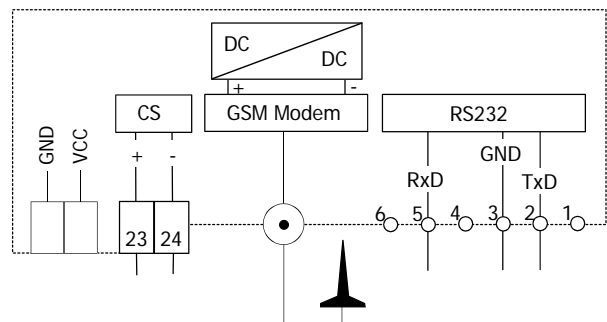 DC
DC
+ -
CS
GSM Modem
RS232
GND
VCC
+ -
GND
RxD
TxD
6 5 4 3 2 1
23 24